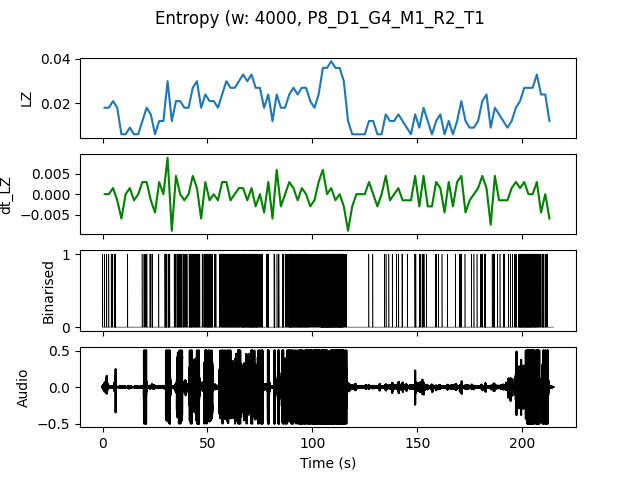 Entropy (w: 4000, P8_D1_G4_M1_R2_T1
0.04
0.02
LZ
0.005
0.000
−0.005
dt_LZ
1
0
Binarised
0.5
0.0
−0.5
Audio
0 50 100 150 200
Time (s)